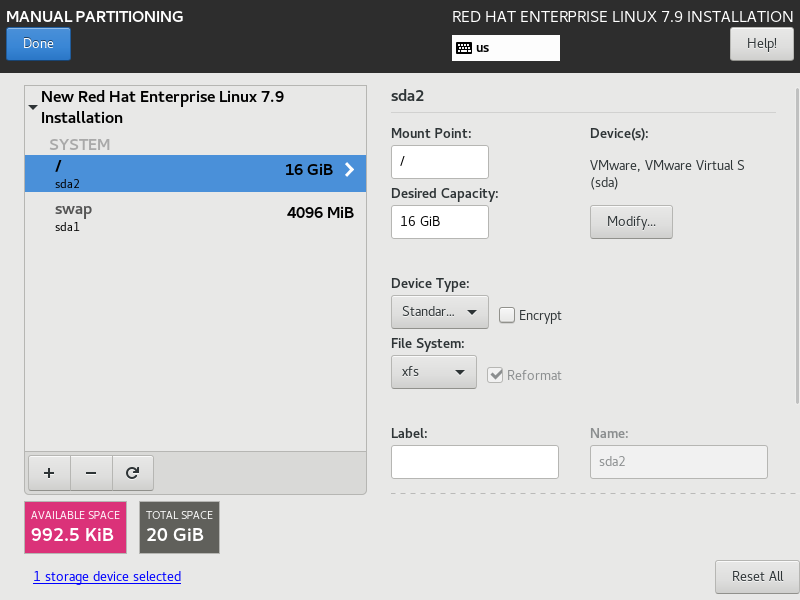 MANUAL PARTITIONING
RED HAT ENTERPRISE LINUX 7.9 INSTALLATION
Done
us
Help!
New Red Hat Enterprise Linux 7.9
Installation
SYSTEM
/
16 GiB
sda2
swap
4096 MiB
sda1
+
−
AVAILABLE SPACE
992.5 KiB
TOTAL SPACE
20 GiB
1 storage device selected
sda2
Mount Point:
/
Desired Capacity:
16 GiB
Device(s):
VMware, VMware Virtual S
(sda)
Modify...
Device Type:
Standar...
Encrypt
File System:
xfs
Reformat
Label:
Name:
sda2
Reset All